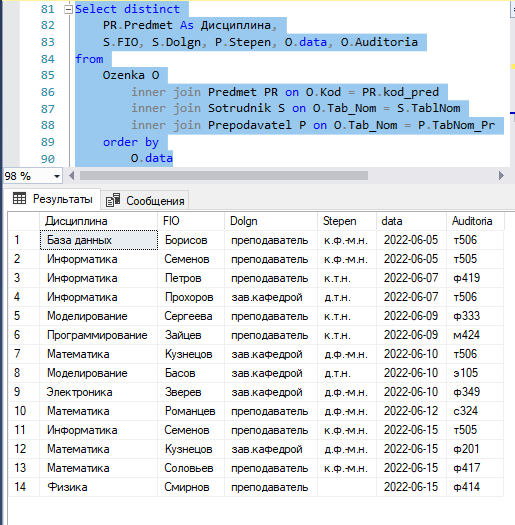 81 Select distinct
82 PR.Predmet As Дисциплина,
83 S.FIO, S.Dolgn, P.Stepen, O.data, O.Auditoria
84 from
85 Ozenka O
86 inner join Predmet PR on O.Kod = PR.kod_pred
87 inner join Sotrudnik S on O.Tab_Nom = S.TablNom
88 inner join Prepodavatel P on O.Tab_Nom = P.TabNom_Pr
89 order by
90 O.data
98 %
Результаты Сообщения
Дисциплина FIO Dolgn Stepen data Auditoria
1 База данных Борисов преподаватель к.ф.-м.н. 2022-06-05 т506
2 Информатика Семенов преподаватель к.ф.-м.н. 2022-06-05 т505
3 Информатика Петров преподаватель к.т.н. 2022-06-07 ф419
4 Информатика Прохоров зав.кафедрой д.т.н. 2022-06-07 т506
5 Моделирование Сергеева преподаватель к.т.н. 2022-06-09 ф333
6 Программирование Зайцев преподаватель к.т.н. 2022-06-09 м424
7 Математика Кузнецов зав.кафедрой д.ф.-м.н. 2022-06-10 т506
8 Моделирование Басов зав.кафедрой д.т.н. 2022-06-10 э105
9 Электроника Зверев зав.кафедрой д.ф.-м.н. 2022-06-10 ф349
10 Математика Романцев преподаватель д.ф.-м.н. 2022-06-12 с324
11 Информатика Семенов преподаватель к.ф.-м.н. 2022-06-15 т505
12 Математика Кузнецов зав.кафедрой д.ф.-м.н. 2022-06-15 ф201
13 Математика Соловьев преподаватель к.ф.-м.н. 2022-06-15 ф417
14 Физика Смирнов преподаватель 2022-06-15 ф414